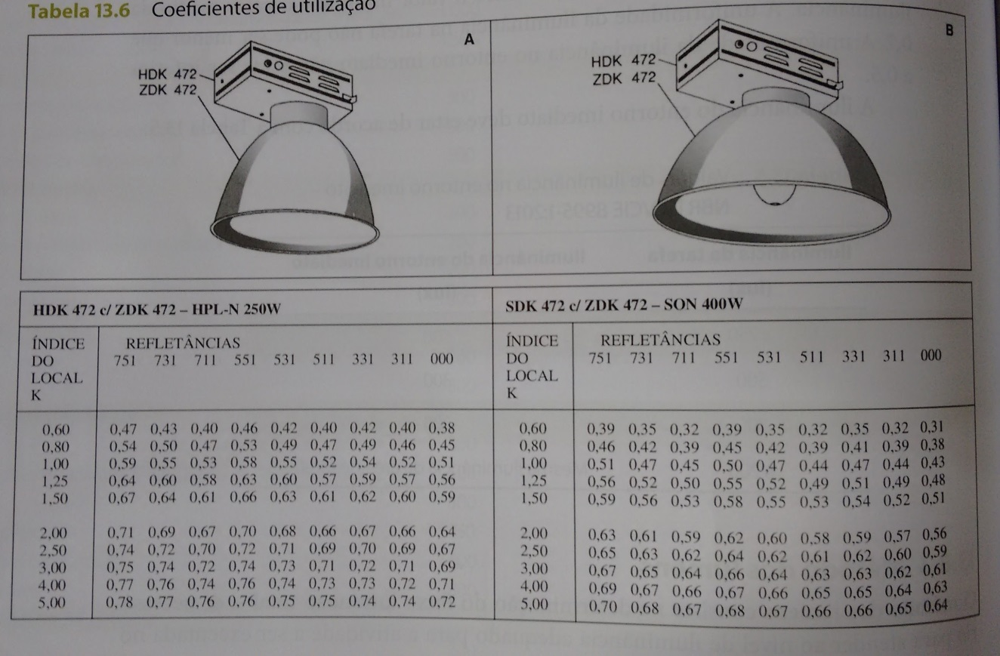 Tabela 13.6 Coeficientes de utilização
A
HDK 472
ZDK 472
B
HDK 472
ZDK 472
HDK 472 c/ ZDK 472 – HPL-N 250W
ÍNDICE REFLETÂNCIAS
DO 751 731 711 551 531 511 331 311 000
LOCAL
K
0,60 0,47 0,43 0,40 0,46 0,42 0,40 0,42 0,40 0,38
0,80 0,54 0,50 0,47 0,53 0,49 0,47 0,49 0,46 0,45
1,00 0,59 0,55 0,53 0,58 0,55 0,52 0,54 0,52 0,51
1,25 0,64 0,60 0,58 0,63 0,60 0,57 0,59 0,57 0,56
1,50 0,67 0,64 0,61 0,66 0,63 0,61 0,62 0,60 0,59
2,00 0,71 0,69 0,67 0,70 0,68 0,66 0,67 0,66 0,64
2,50 0,74 0,72 0,70 0,72 0,71 0,69 0,70 0,69 0,67
3,00 0,75 0,74 0,72 0,74 0,73 0,71 0,72 0,71 0,69
4,00 0,77 0,76 0,74 0,76 0,74 0,73 0,73 0,72 0,71
5,00 0,78 0,77 0,76 0,76 0,75 0,75 0,74 0,74 0,72
SDK 472 c/ ZDK 472 – SON 400W
ÍNDICE REFLETÂNCIAS
DO 751 731 711 551 531 511 331 311 000
LOCAL
K
0,60 0,39 0,35 0,32 0,39 0,35 0,32 0,35 0,32 0,31
0,80 0,46 0,42 0,39 0,45 0,42 0,39 0,41 0,39 0,38
1,00 0,51 0,47 0,45 0,50 0,47 0,44 0,47 0,44 0,43
1,25 0,56 0,52 0,50 0,55 0,52 0,49 0,51 0,49 0,48
1,50 0,59 0,56 0,53 0,58 0,55 0,53 0,54 0,52 0,51
2,00 0,63 0,61 0,59 0,62 0,60 0,58 0,59 0,57 0,56
2,50 0,65 0,63 0,62 0,64 0,62 0,61 0,62 0,60 0,59
3,00 0,67 0,65 0,64 0,66 0,64 0,63 0,63 0,62 0,61
4,00 0,69 0,67 0,66 0,67 0,66 0,65 0,65 0,64 0,63
5,00 0,70 0,68 0,67 0,68 0,67 0,66 0,66 0,65 0,64